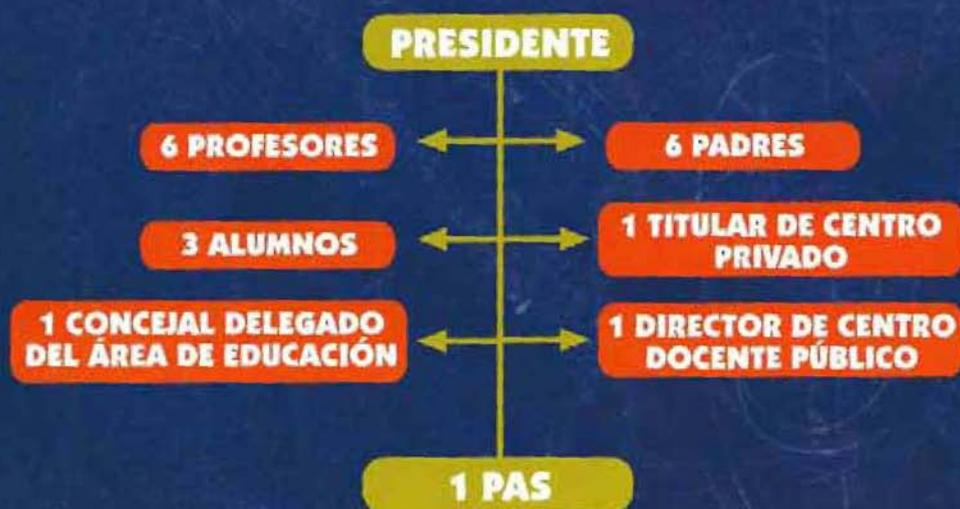 PRESIDENTE
6 PROFESORES
6 PADRES
3 ALUMNOS
1 TITULAR DE CENTRO
PRIVADO
1 CONCEJAL DELEGADO
DEL ÁREA DE EDUCACIÓN
1 DIRECTOR DE CENTRO
DOCENTE PÚBLICO
1 PAS